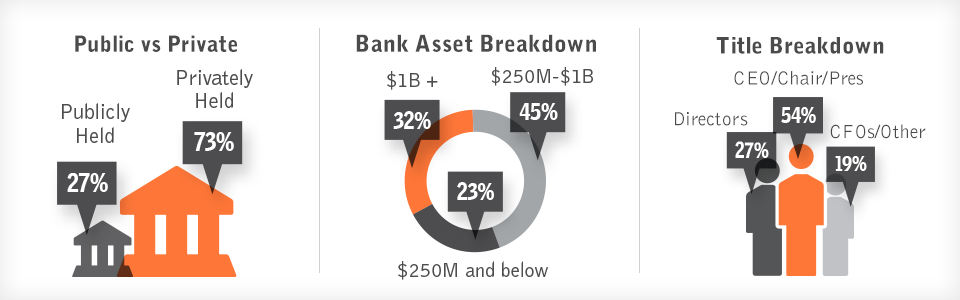 Public vs Private
Privately
Held
Publicly
Held
73%
27%
Bank Asset Breakdown
$1B +
$250M-$1B
32%
45%
23%
$250M and below
Title Breakdown
CEO/Chair/Pres
Directors
54%
CFOs/Other
27%
19%